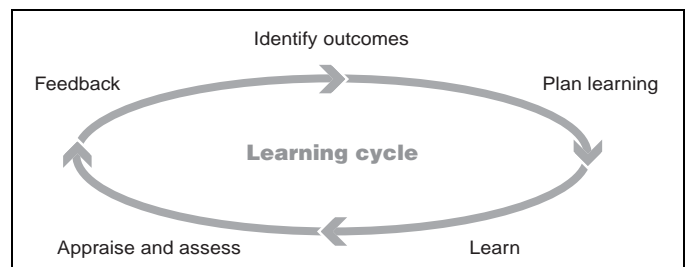 Identify outcomes
Feedback
Plan learning
Learning cycle
Appraise and assess
Learn